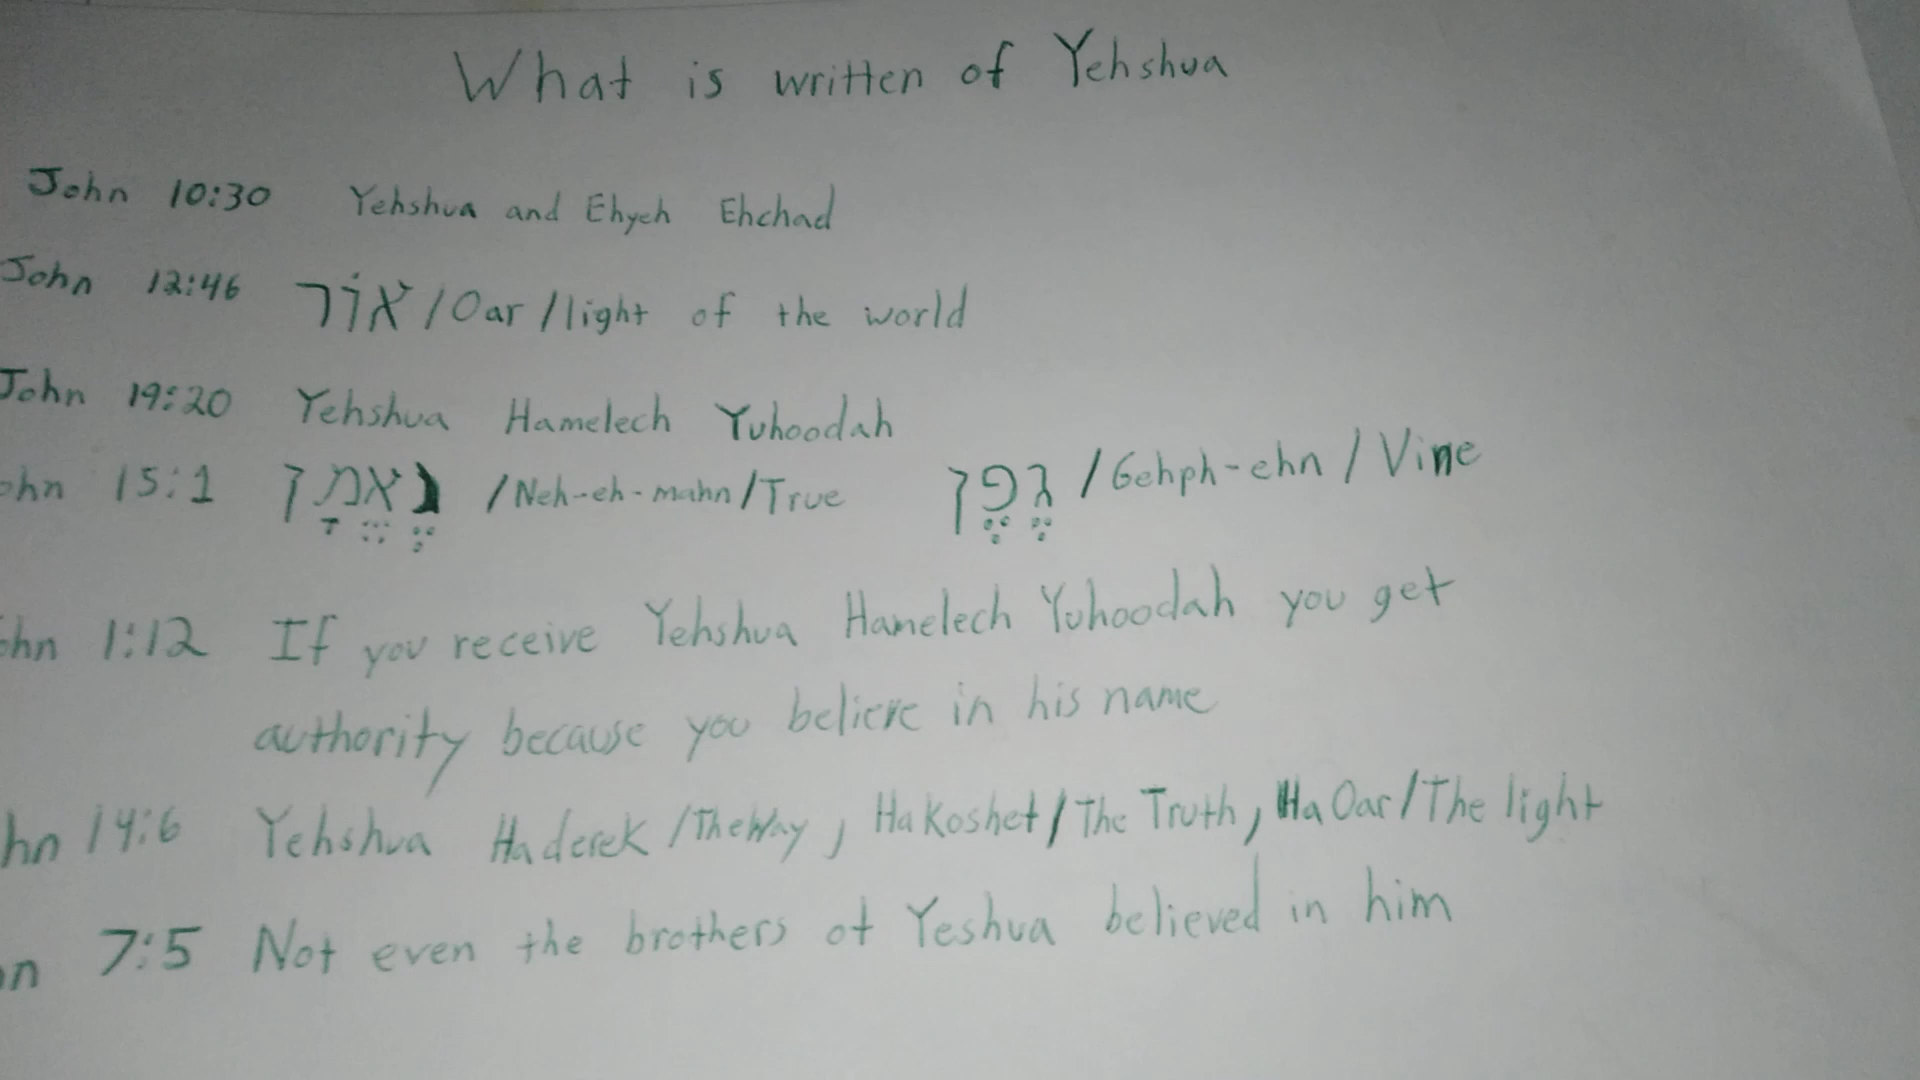 What is written of Yehshua
John 10:30 Yehshua and Ehyeh Ehchad
John 12:46 אוֹר / Oar / light of the world
John 19:20 Yehshua Hamelech Yuhoodah
ohn 15:1 נֶאֱמָן / Neh-eh-mahn / True גֶפֶן / Gehph-ehn / Vine
ohn 1:12 If you receive Yehshua Hamelech Yuhoodah you get
authority because you believe in his name
hn 14:6 Yehshua Haderek / The Way, Ha Koshet / The Truth, Ha Oar / The light
n 7:5 Not even the brothers of Yeshua believed in him